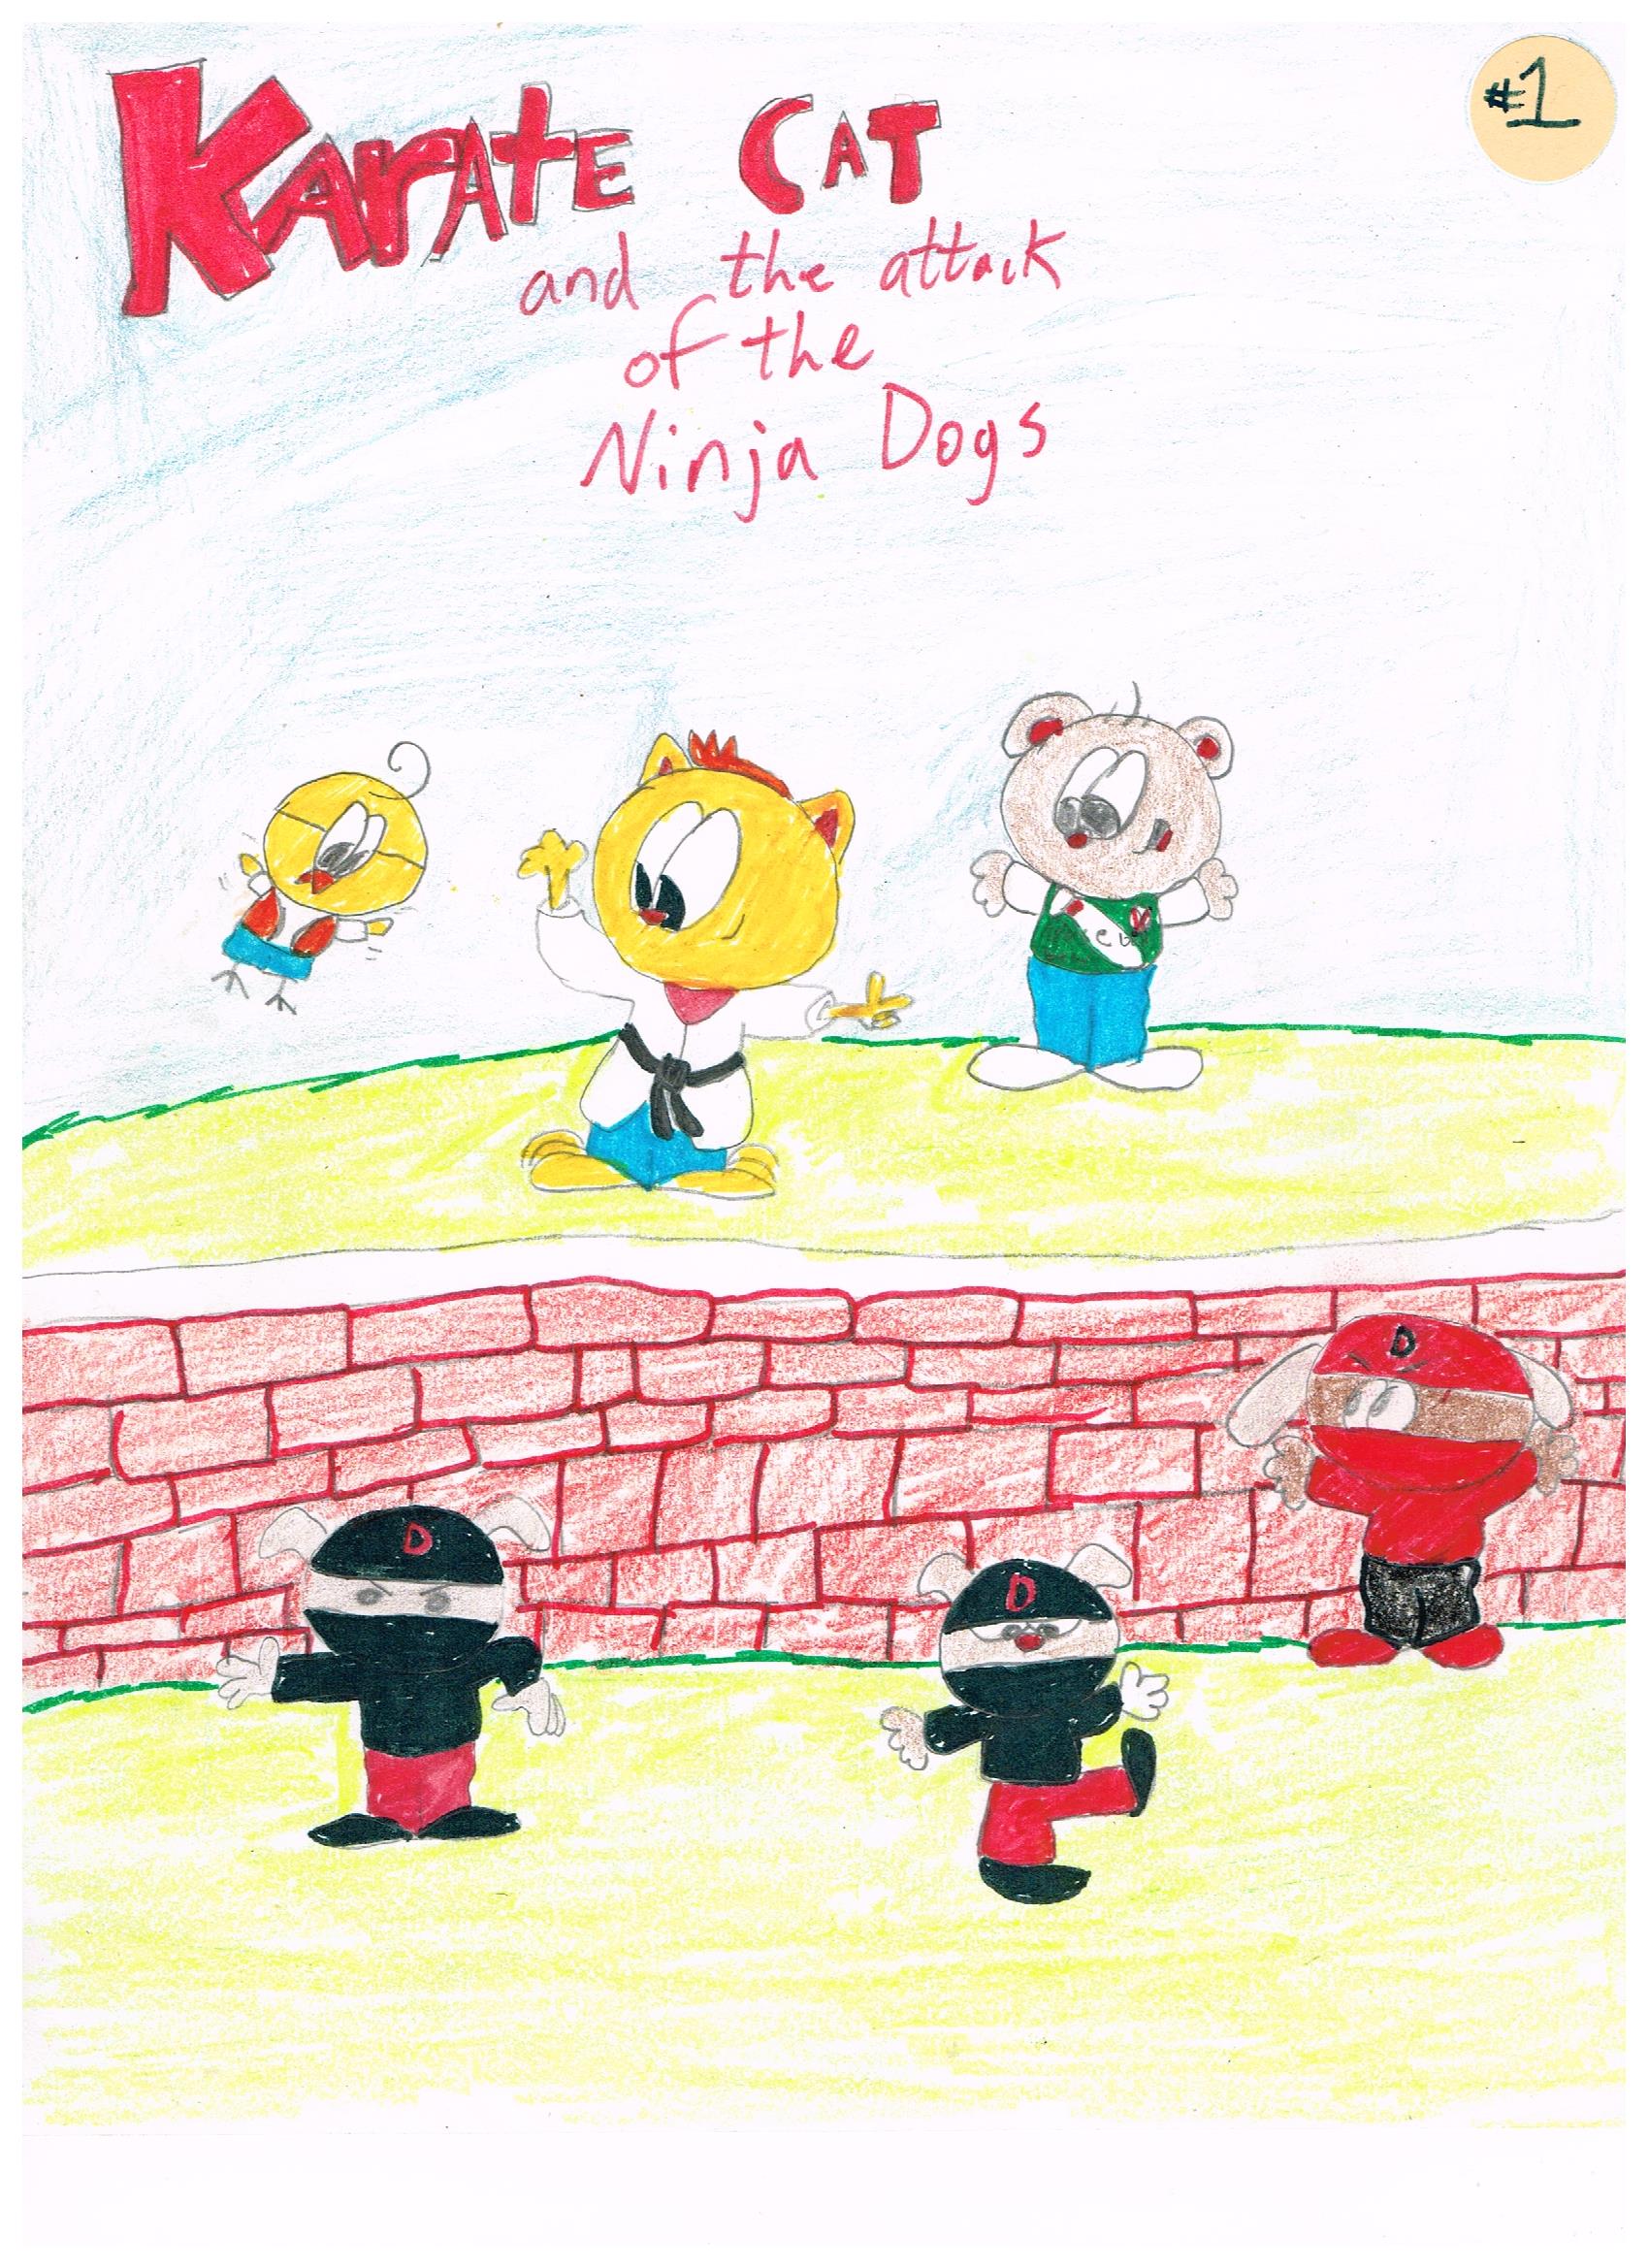 Karate Cat
#1
and the attack
of the
Ninja Dogs
D
D
D